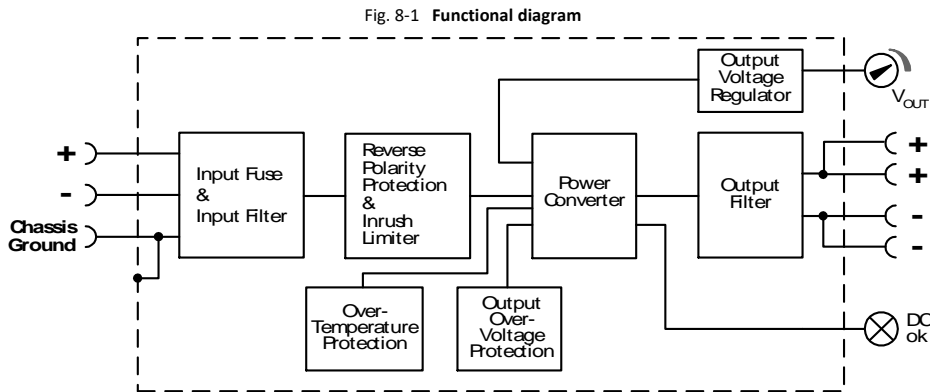 Fig. 8-1 Functional diagram
Output
Voltage
Regulator
VOUT
+
-
Chassis
Ground
Input Fuse
&
Input Filter
Reverse
Polarity
Protection
&
Inrush
Limiter
Power
Converter
Output
Filter
+
+
-
-
Over-
Temperature
Protection
Output
Over-
Voltage
Protection
DC
ok